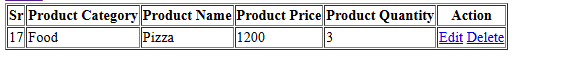 Sr Product Category Product Name Product Price Product Quantity Action
17 Food Pizza 1200 3 Edit Delete